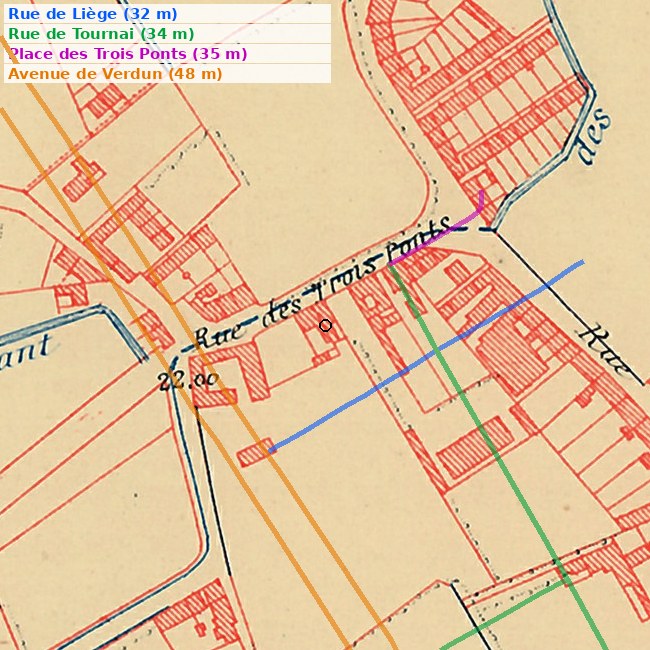 Rue de Liège (32 m)
Rue de Tournai (34 m)
Place des Trois Ponts (35 m)
Avenue de Verdun (48 m)
des
Rue des Trois Ponts
Rue
ant
22.00